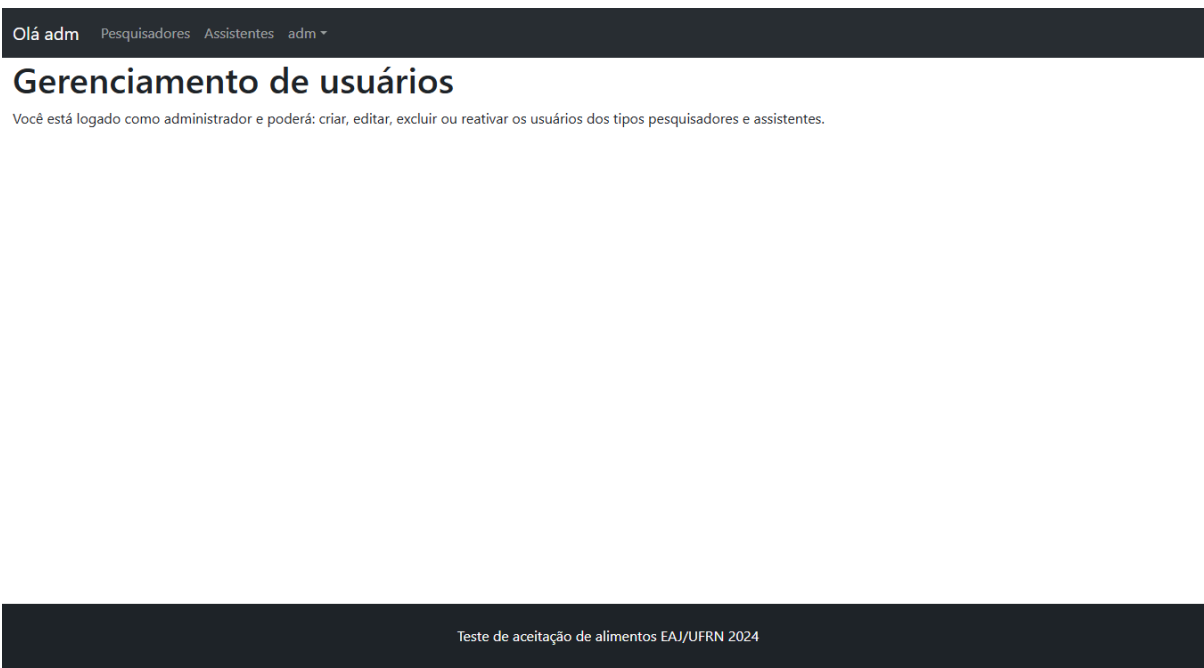 Olá adm Pesquisadores Assistentes adm
Gerenciamento de usuários
Você está logado como administrador e poderá: criar, editar, excluir ou reativar os usuários dos tipos pesquisadores e assistentes.
Teste de aceitação de alimentos EAJ/UFRN 2024